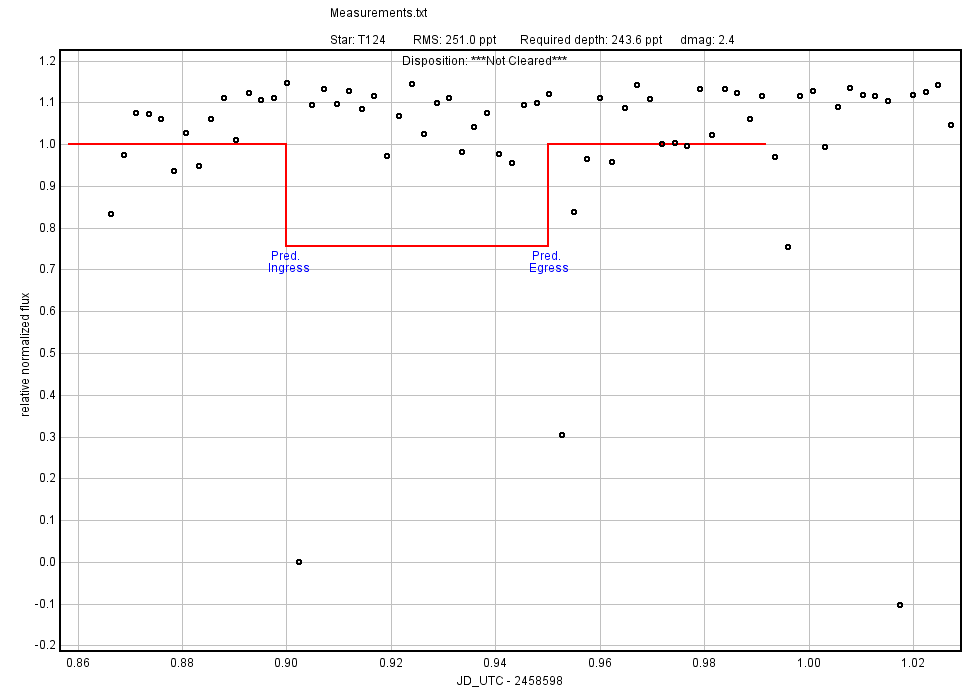 Measurements.txt
Star: T124 RMS: 251.0 ppt Required depth: 243.6 ppt dmag: 2.4
Disposition: ***Not Cleared***
1.2
1.1
1.0
0.9
0.8
0.7
0.6
0.5
0.4
0.3
0.2
0.1
0.0
-0.1
-0.2
relative normalized flux
Pred.
Ingress
Pred.
Egress
0.86 0.88 0.90 0.92 0.94 0.96 0.98 1.00 1.02
JD_UTC - 2458598